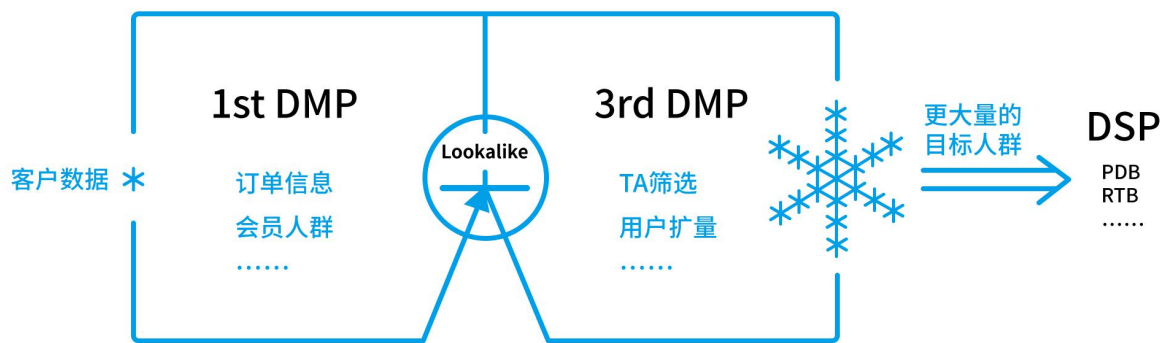 客户数据
1st DMP
订单信息
会员人群
……
Lookalike
3rd DMP
TA筛选
用户扩量
……
更大量的
目标人群
DSP
PDB
RTB
……